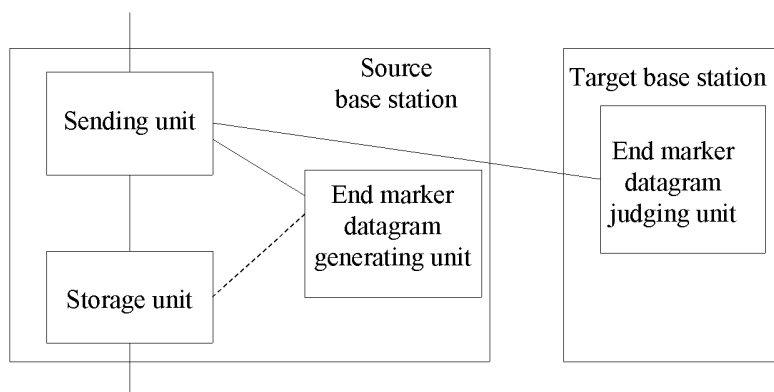 Source
base station
Sending unit
End marker
datagram
generating unit
Storage unit
Target base station
End marker
datagram
judging unit